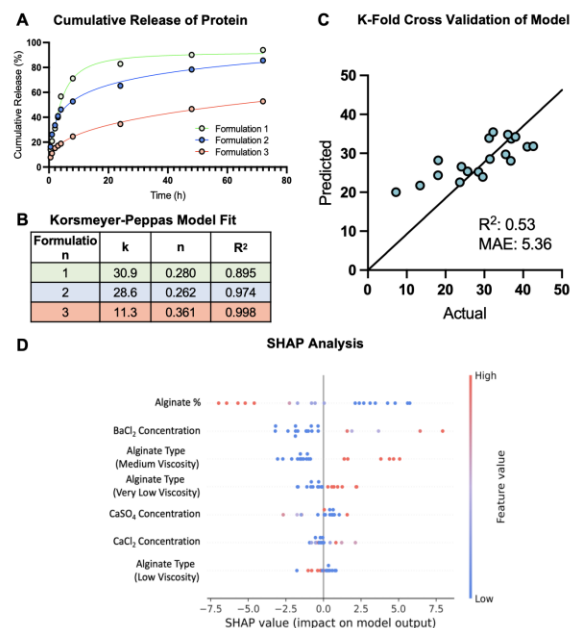 A
Cumulative Release of Protein
Cumulative Release (%)
100
80
60
40
20
0
0 20 40 60 80
Time (h)
Formulation 1
Formulation 2
Formulation 3
B
Korsmeyer-Peppas Model Fit
Formulatio
n k n R²
1 30.9 0.280 0.895
2 28.6 0.262 0.974
3 11.3 0.361 0.998
C
K-Fold Cross Validation of Model
Predicted
50
40
30
20
10
0
R²: 0.53
MAE: 5.36
0 10 20 30 40 50
Actual
D
SHAP Analysis
Alginate %
BaCl₂ Concentration
Alginate Type
(Medium Viscosity)
Alginate Type
(Very Low Viscosity)
CaSO₄ Concentration
CaCl₂ Concentration
Alginate Type
(Low Viscosity)
-7.5 -5.0 -2.5 0.0 2.5 5.0 7.5
SHAP value (impact on model output)
High
Feature value
Low